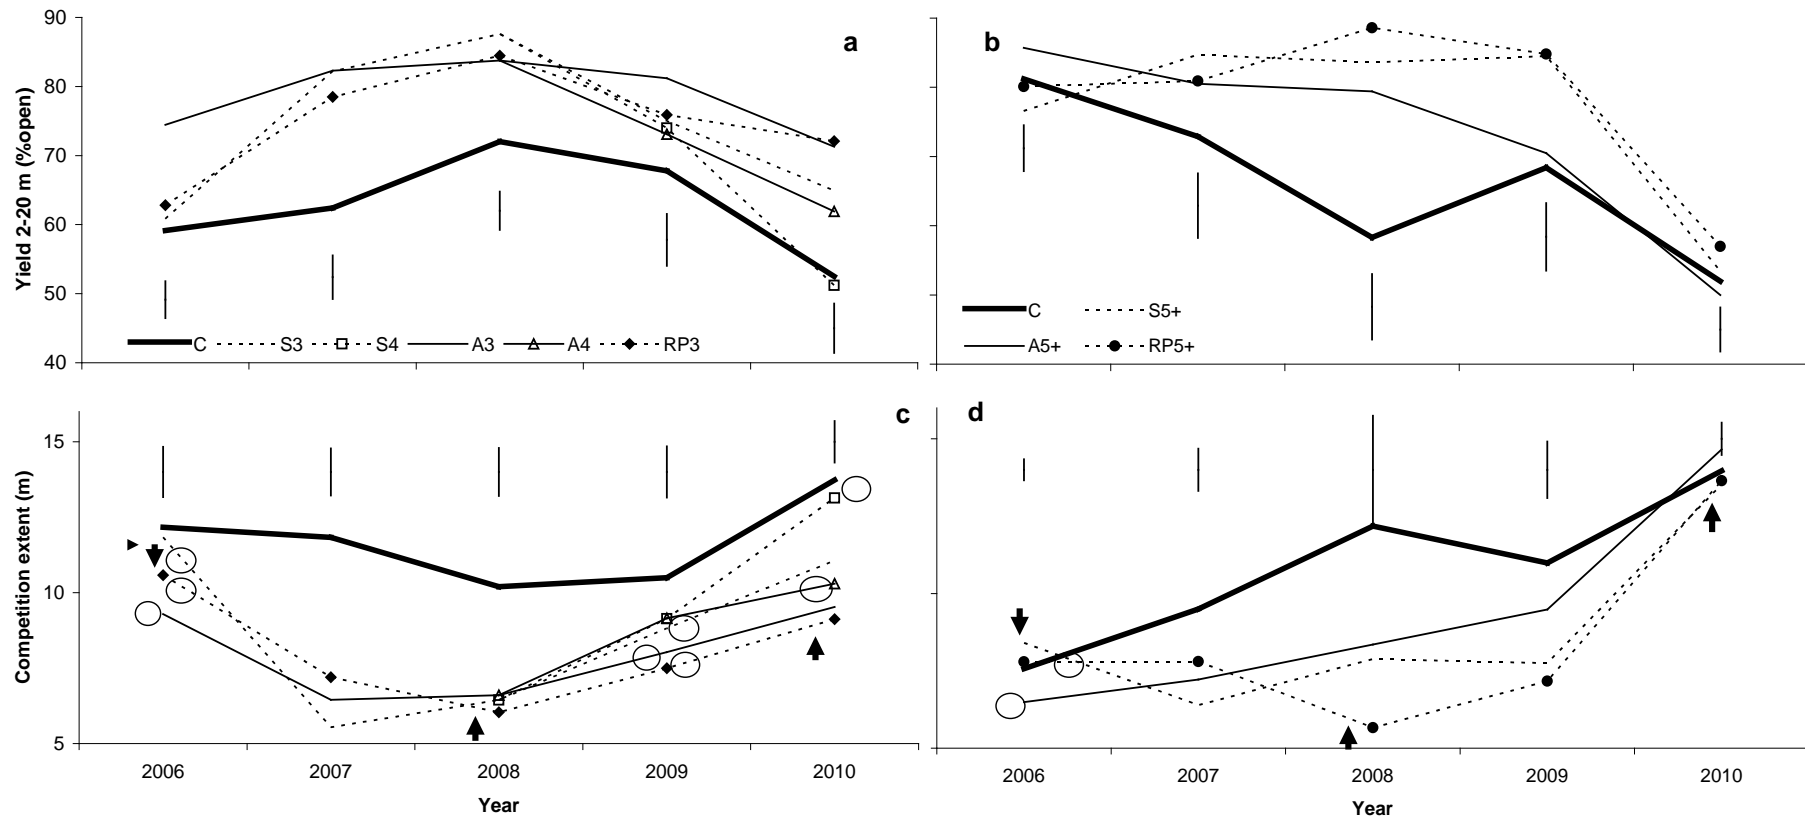 90
80
70
60
50
40
Yield 2-20 m (%open)
a
C S3 S4 A3 A4 RP3
b
C S5+
A5+ RP5+
15
10
5
Competition extent (m)
c
2006 2007 2008 2009 2010
Year
d
2006 2007 2008 2009 2010
Year